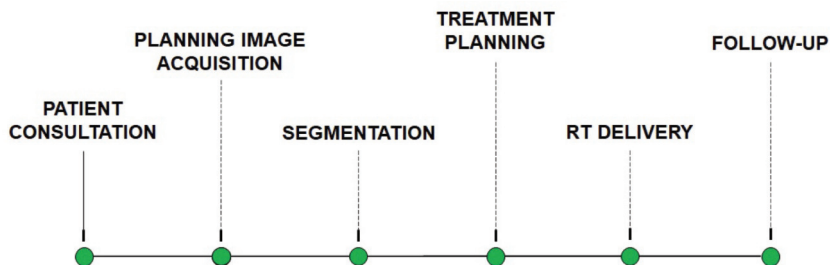 PATIENT
CONSULTATION
PLANNING IMAGE
ACQUISITION
SEGMENTATION
TREATMENT
PLANNING
RT DELIVERY
FOLLOW-UP